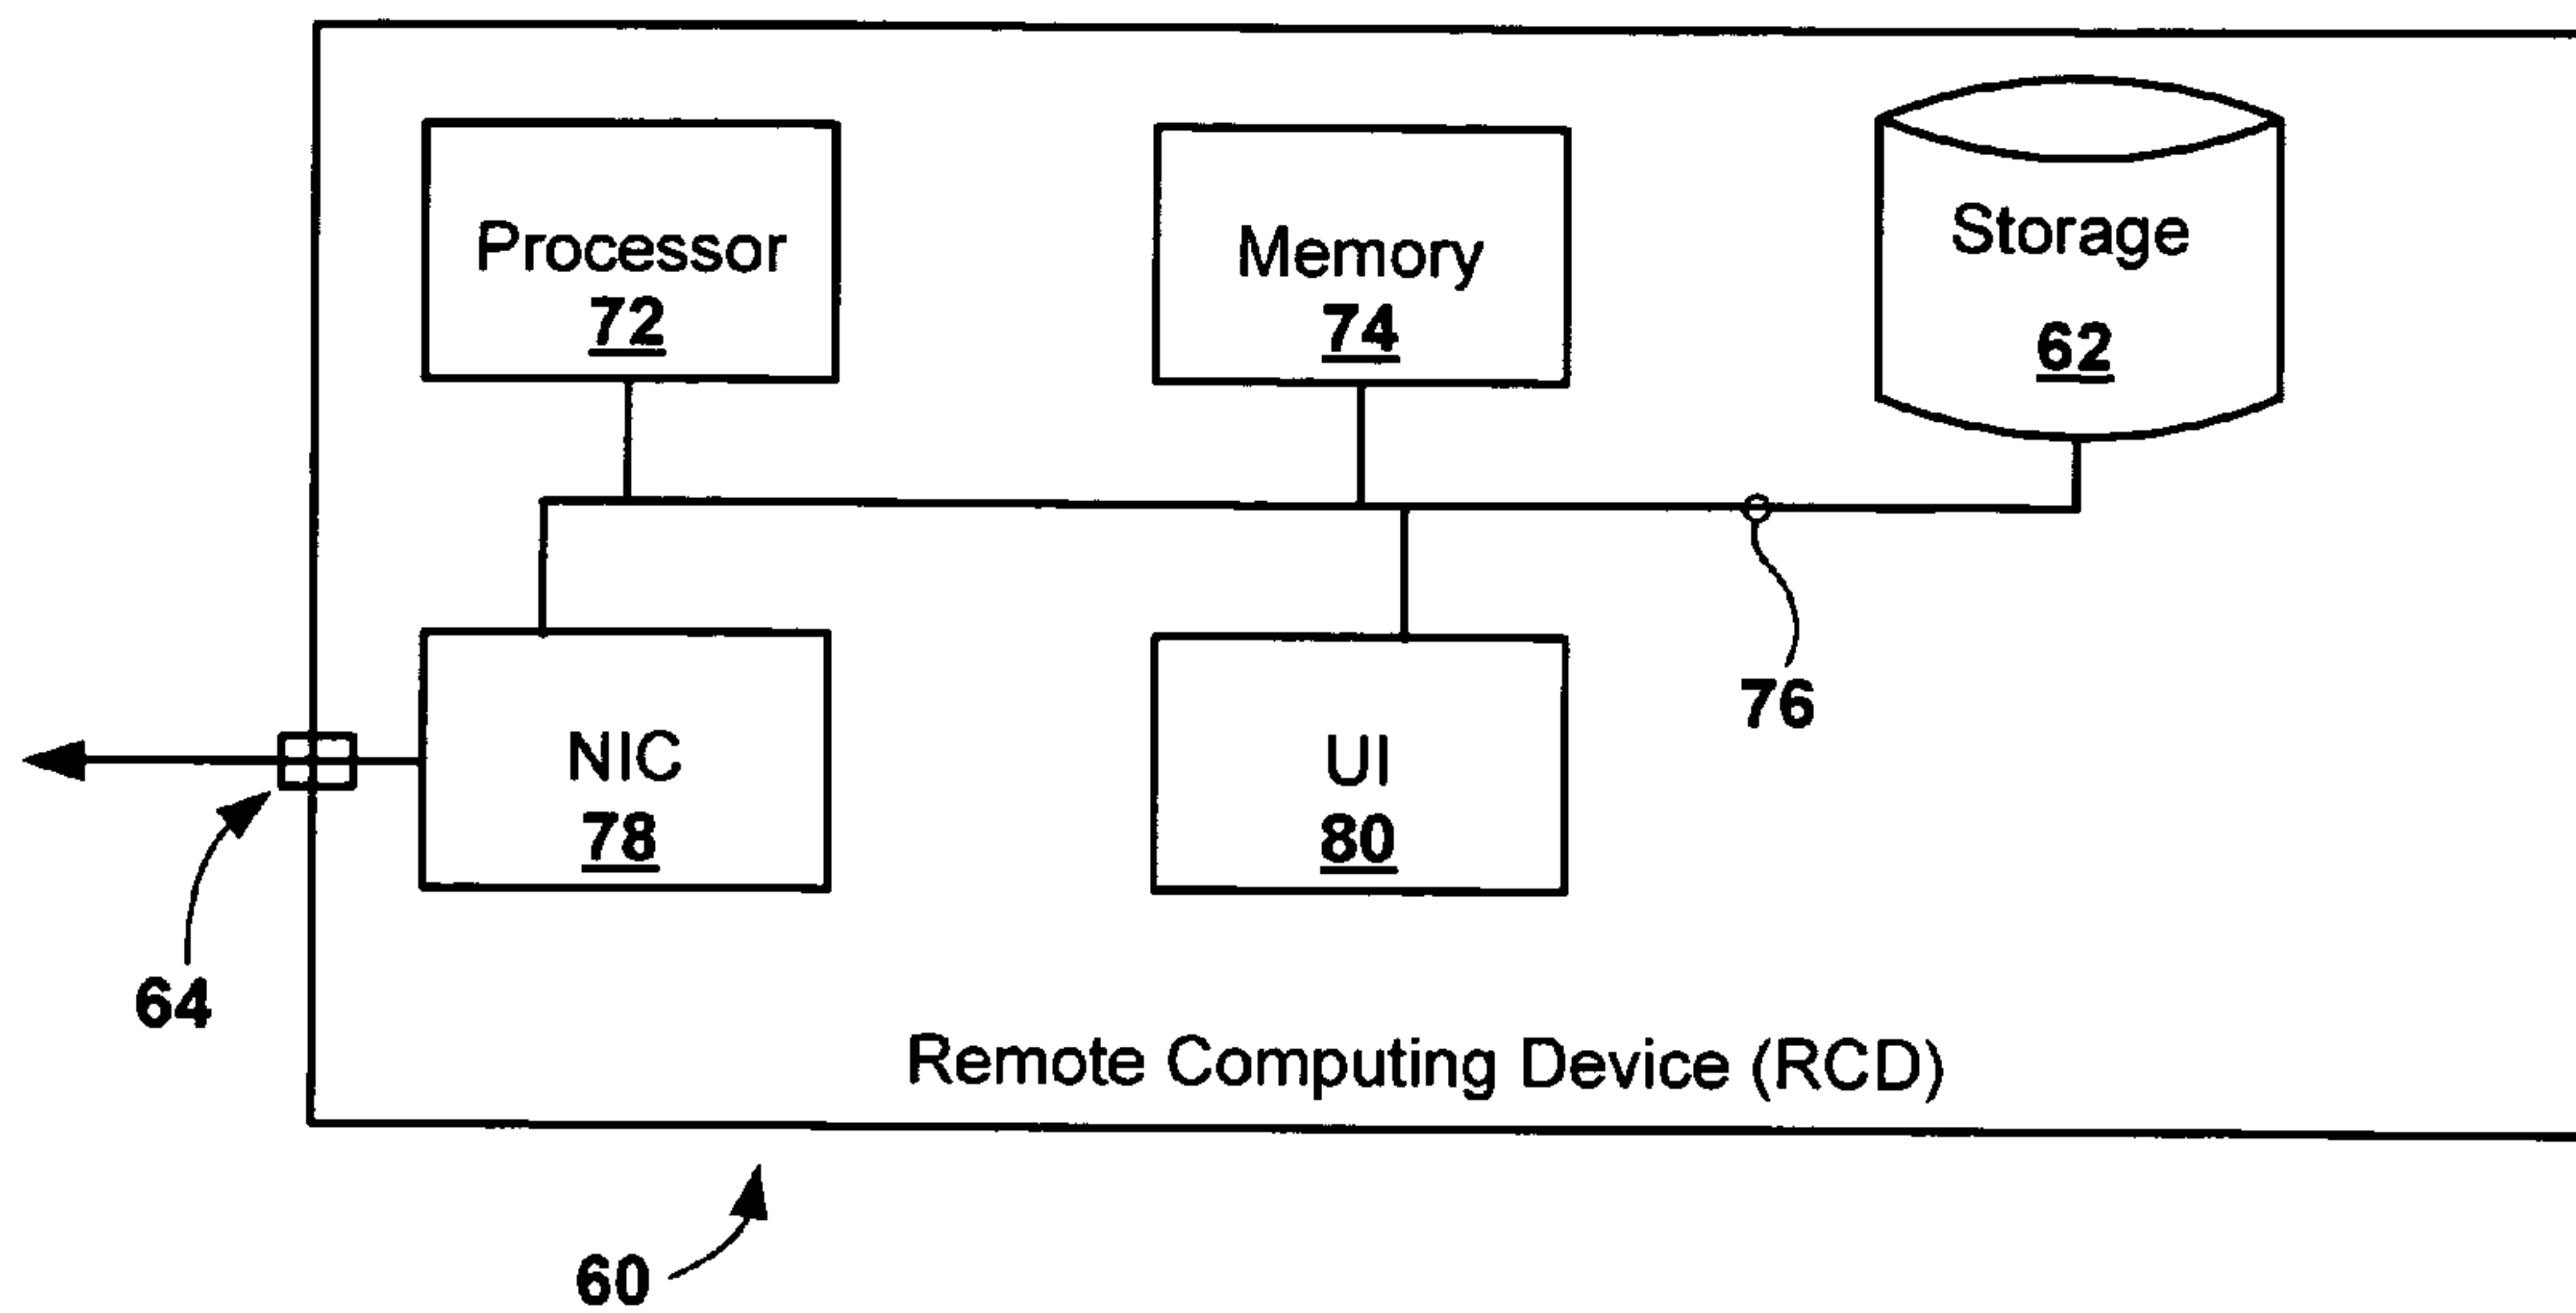 Processor
72
Memory
74
Storage
62
76
NIC
78
UI
80
64
Remote Computing Device (RCD)
60